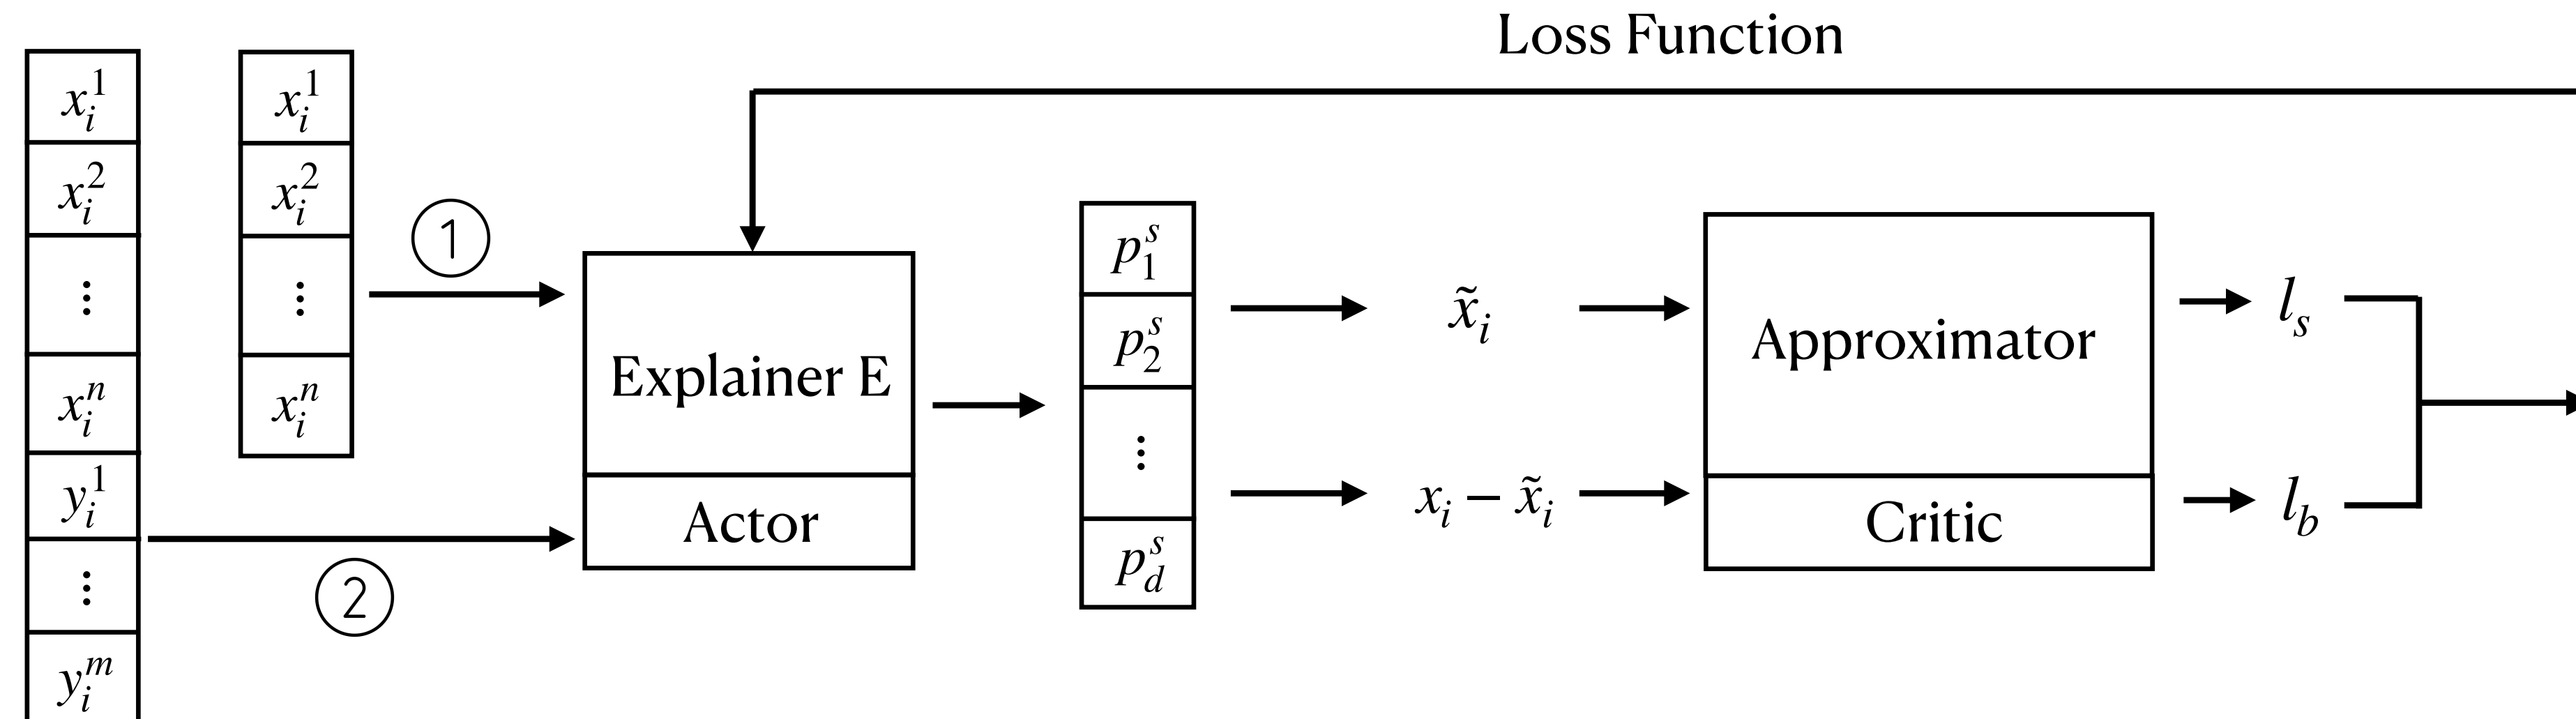 Loss Function
x_i^1
x_i^2
⋮
x_i^n
y_i^1
⋮
y_i^m
x_i^1
x_i^2
⋮
x_i^n
①
②
Explainer E
Actor
p_1^s
p_2^s
⋮
p_d^s
x̃_i
x_i − x̃_i
Approximator
Critic
l_s
l_b